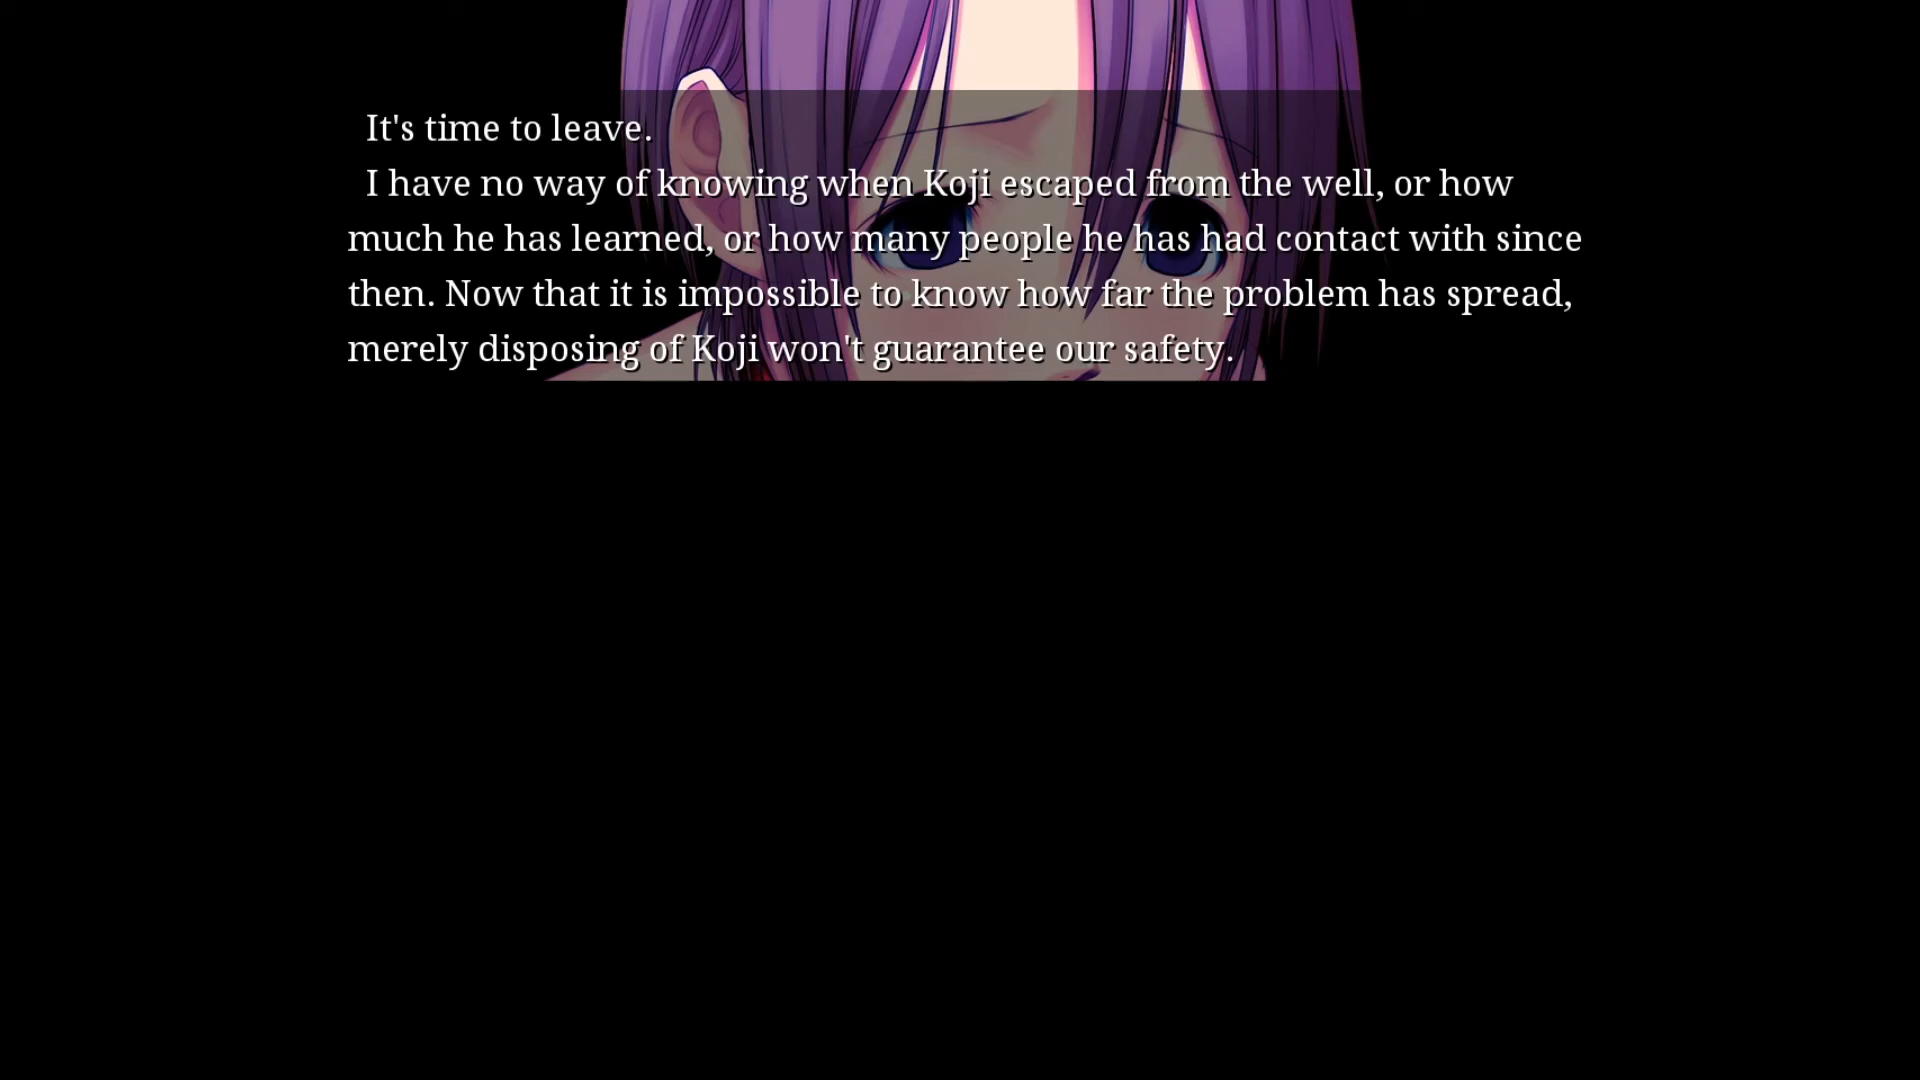 It's time to leave.
I have no way of knowing when Koji escaped from the well, or how
much he has learned, or how many people he has had contact with since
then. Now that it is impossible to know how far the problem has spread,
merely disposing of Koji won't guarantee our safety.